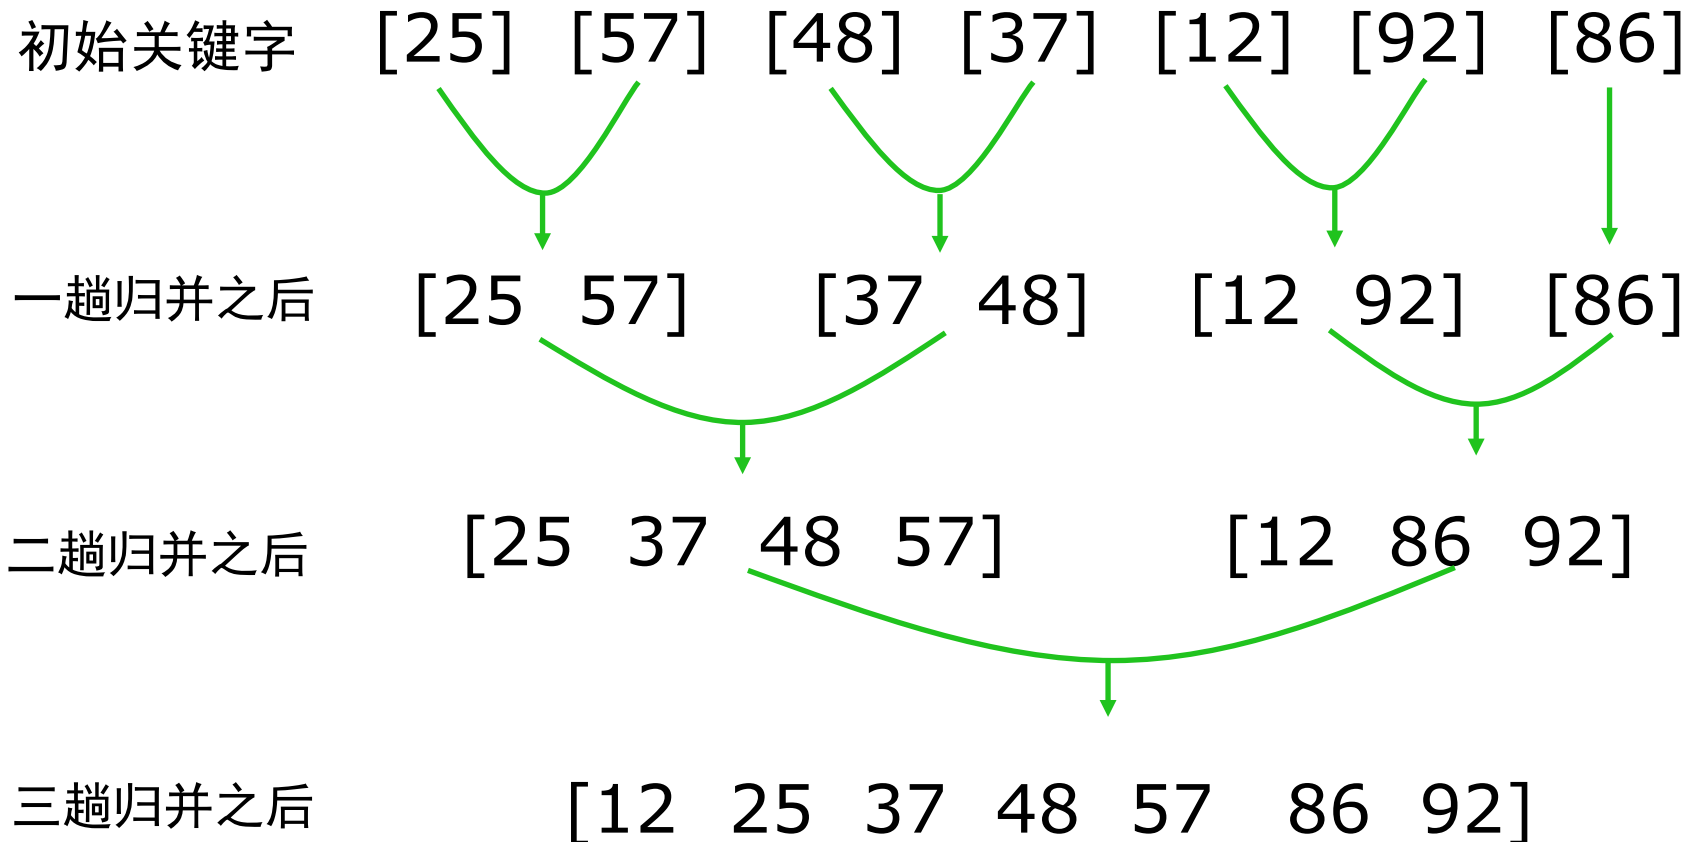 初始关键字 [25] [57] [48] [37] [12] [92] [86]
一趟归并之后 [25 57] [37 48] [12 92] [86]
二趟归并之后 [25 37 48 57] [12 86 92]
三趟归并之后 [12 25 37 48 57 86 92]